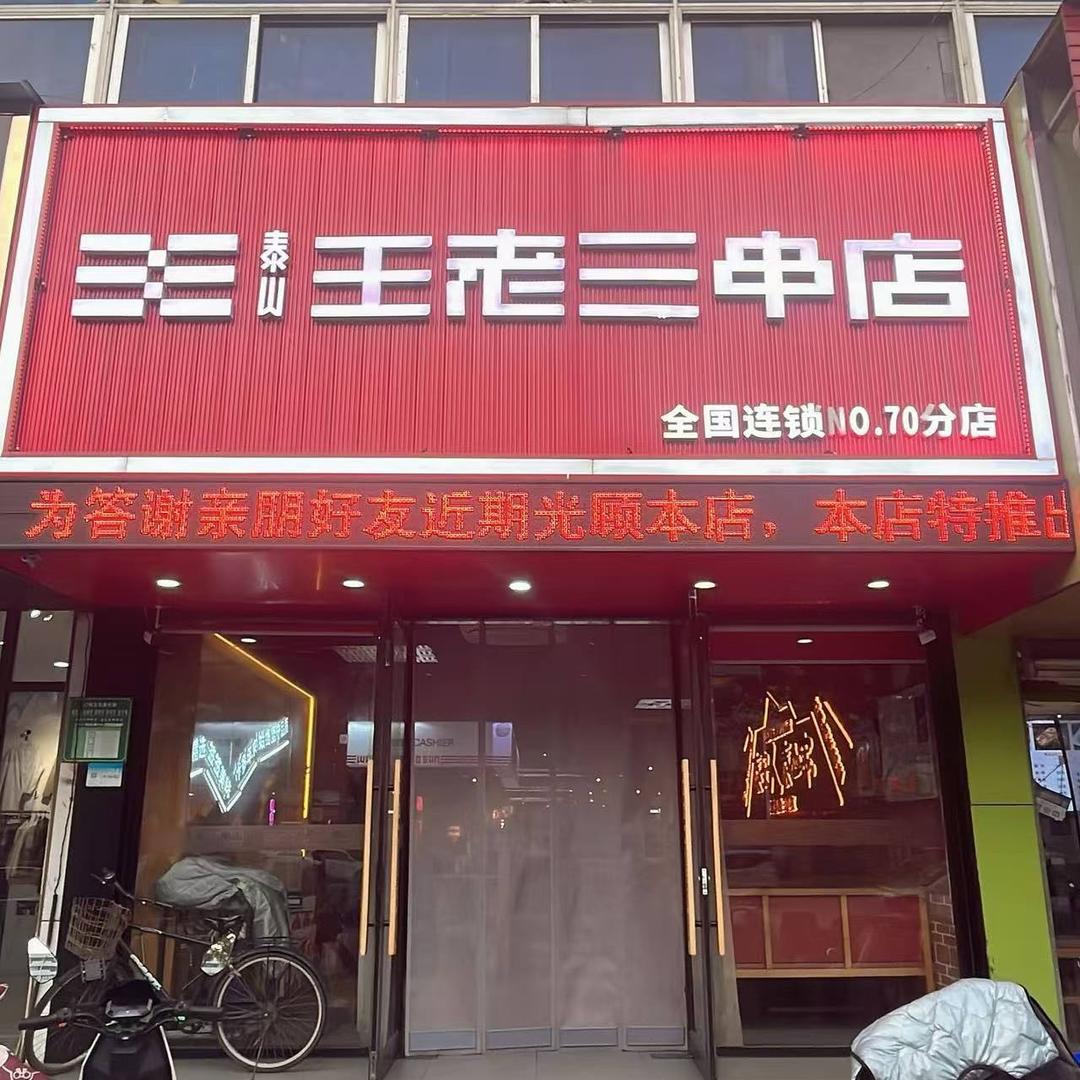 泰山
王老三串店
全国连锁NO.70分店
为答谢亲朋好友近期光顾本店，本店特推出
CASHIER